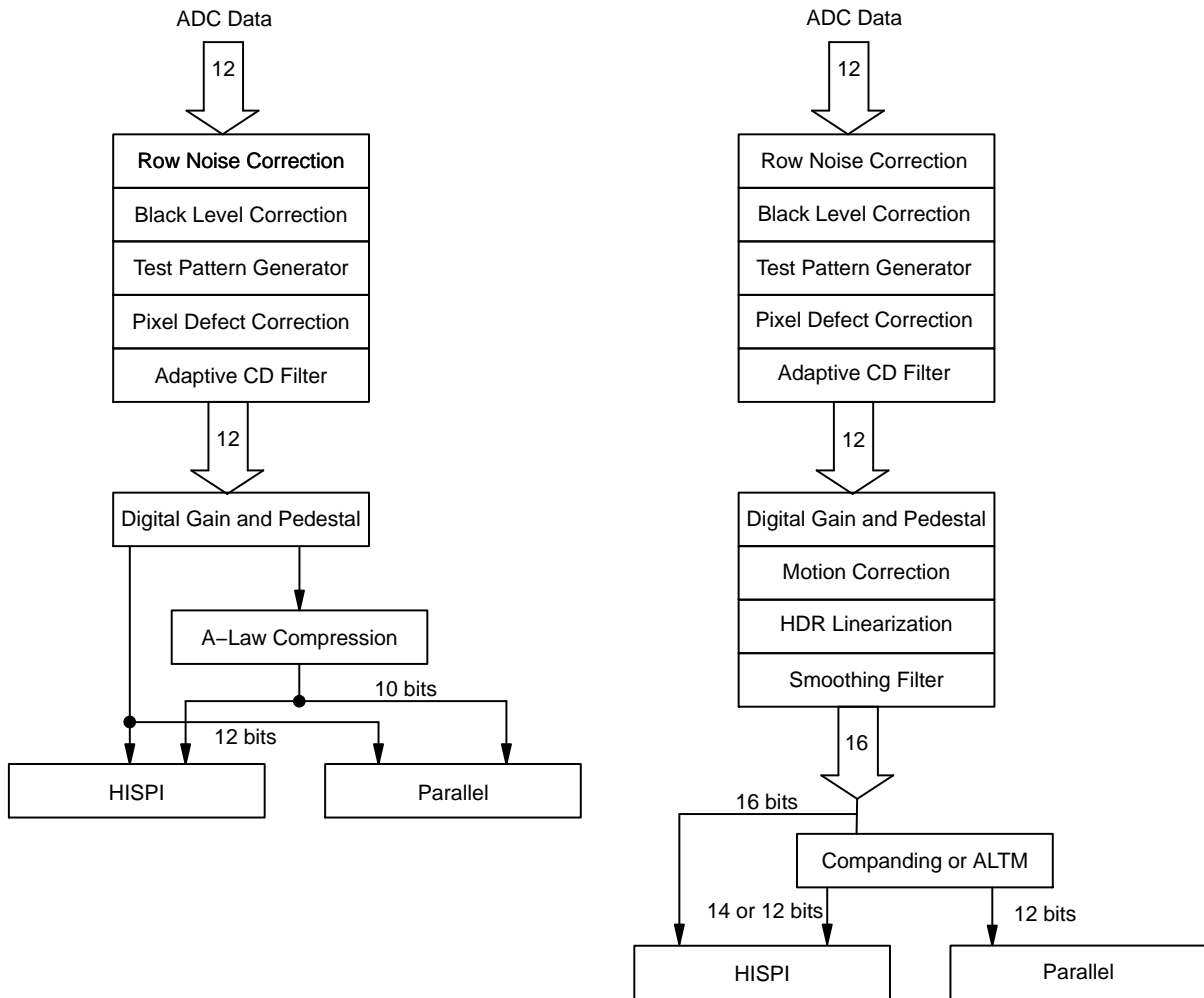 ADC Data
12
Row Noise Correction
Black Level Correction
Test Pattern Generator
Pixel Defect Correction
Adaptive CD Filter
12
Digital Gain and Pedestal
A−Law Compression
10 bits
12 bits
HISPI
Parallel
ADC Data
12
Row Noise Correction
Black Level Correction
Test Pattern Generator
Pixel Defect Correction
Adaptive CD Filter
12
Digital Gain and Pedestal
Motion Correction
HDR Linearization
Smoothing Filter
16
16 bits
Companding or ALTM
14 or 12 bits
12 bits
HISPI
Parallel